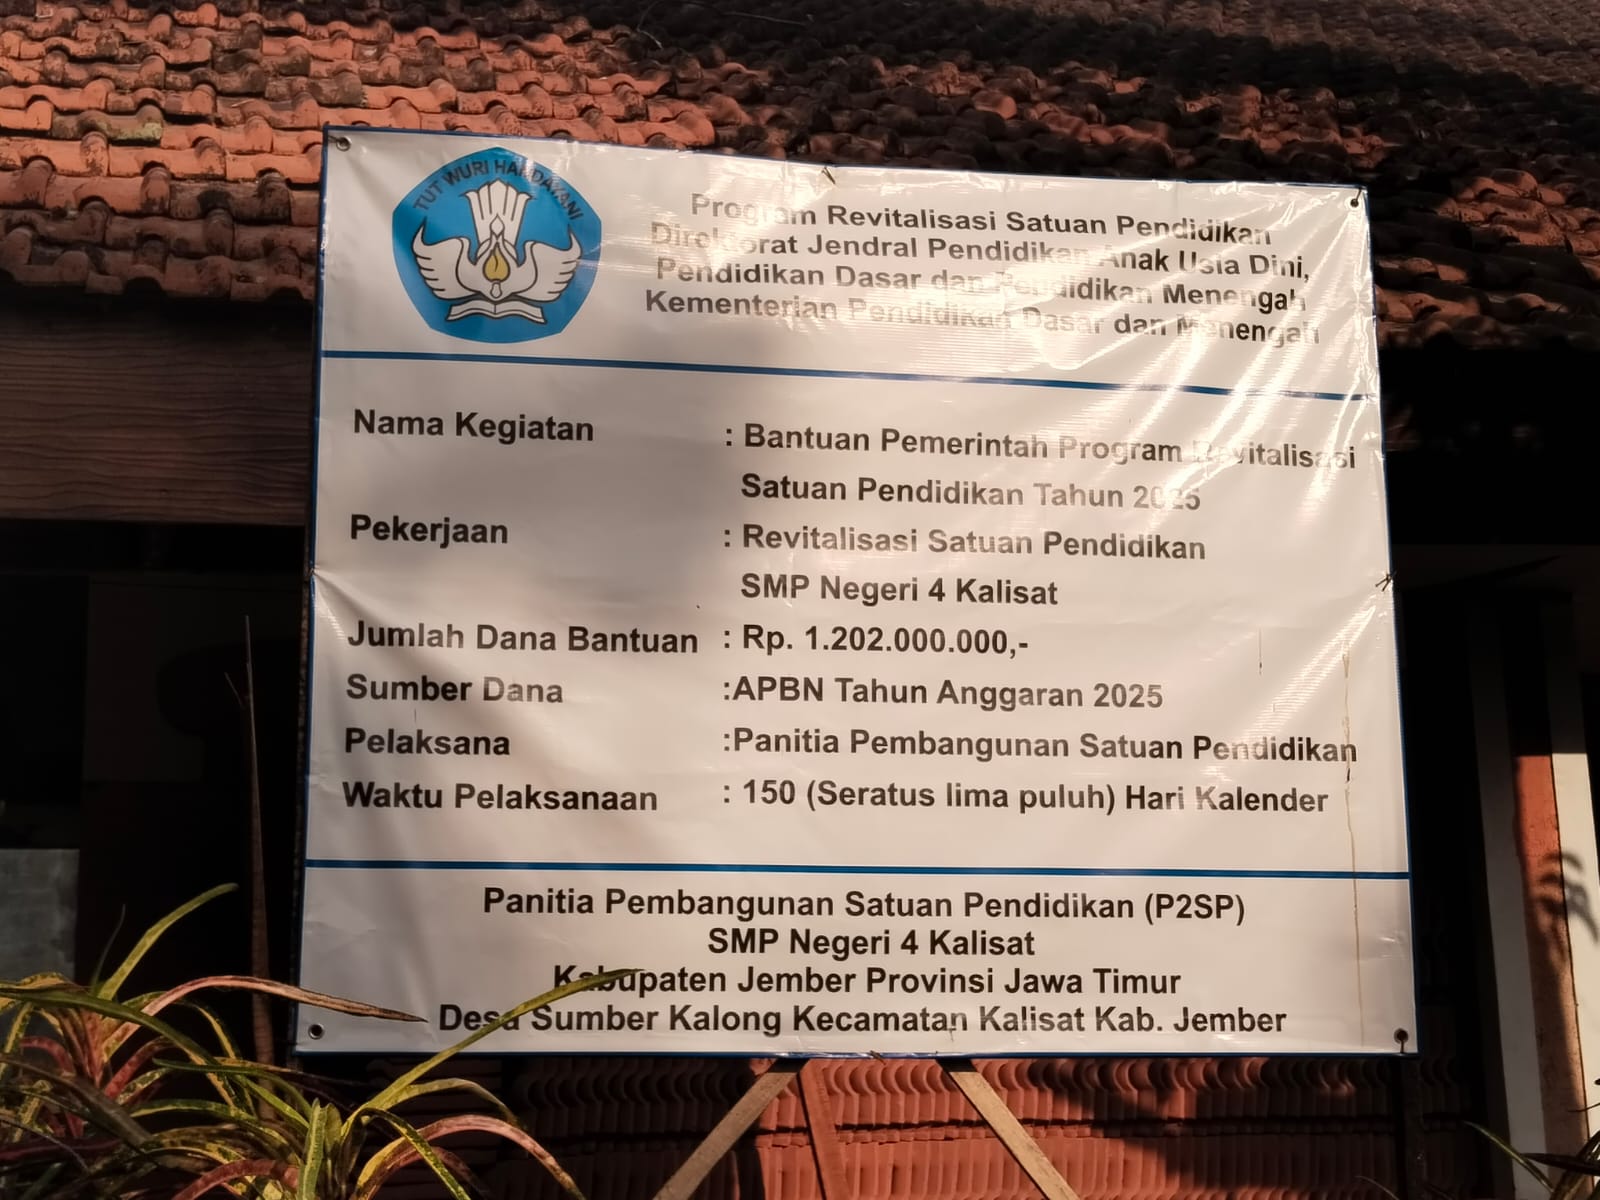 TUT WURI HANDAYANI
Program Revitalisasi Satuan Pendidikan
Direktorat Jendral Pendidikan Anak Usia Dini,
Pendidikan Dasar dan Pendidikan Menengah
Kementerian Pendidikan Dasar dan Menengah
Nama Kegiatan : Bantuan Pemerintah Program Revitalisasi
Satuan Pendidikan Tahun 2025
Pekerjaan : Revitalisasi Satuan Pendidikan
SMP Negeri 4 Kalisat
Jumlah Dana Bantuan : Rp. 1.202.000.000,-
Sumber Dana :APBN Tahun Anggaran 2025
Pelaksana :Panitia Pembangunan Satuan Pendidikan
Waktu Pelaksanaan : 150 (Seratus lima puluh) Hari Kalender
Panitia Pembangunan Satuan Pendidikan (P2SP)
SMP Negeri 4 Kalisat
Kabupaten Jember Provinsi Jawa Timur
Desa Sumber Kalong Kecamatan Kalisat Kab. Jember